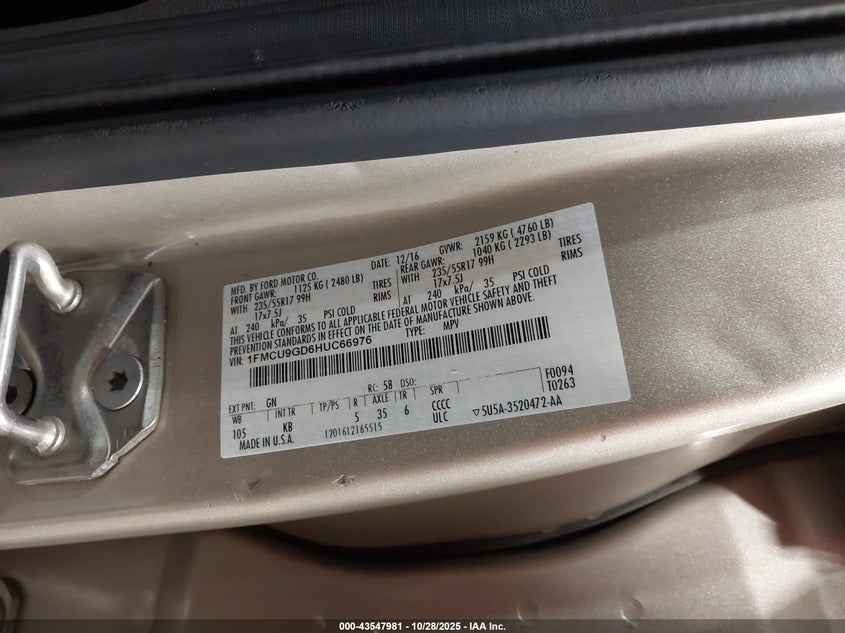 MFD. BY FORD MOTOR CO.
DATE: 12/16 GVWR: 2159 KG ( 4760 LB)
FRONT GAWR: 1125 KG ( 2480 LB) REAR GAWR: 1040 KG ( 2293 LB)
WITH 235/55R17 99H TIRES WITH 235/55R17 99H TIRES
17x7.5J RIMS 17x7.5J RIMS
AT 240 kPa/ 35 PSI COLD AT 240 kPa/ 35 PSI COLD
THIS VEHICLE CONFORMS TO ALL APPLICABLE FEDERAL MOTOR VEHICLE SAFETY AND THEFT
PREVENTION STANDARDS IN EFFECT ON THE DATE OF MANUFACTURE SHOWN ABOVE.
VIN: 1FMCU9GD6HUC66976 MPV
F0094
T0263
EXT PNT: GN RC: 58 DSO:
WB INT TR TP/PS R AXLE TR SPR
105 KB 5 35 6 CCCC
MADE IN U.S.A. 1201612165515 ULC ▽5U5A-3520472-AA
000-43547981 | 10/28/2025 - IAA Inc.